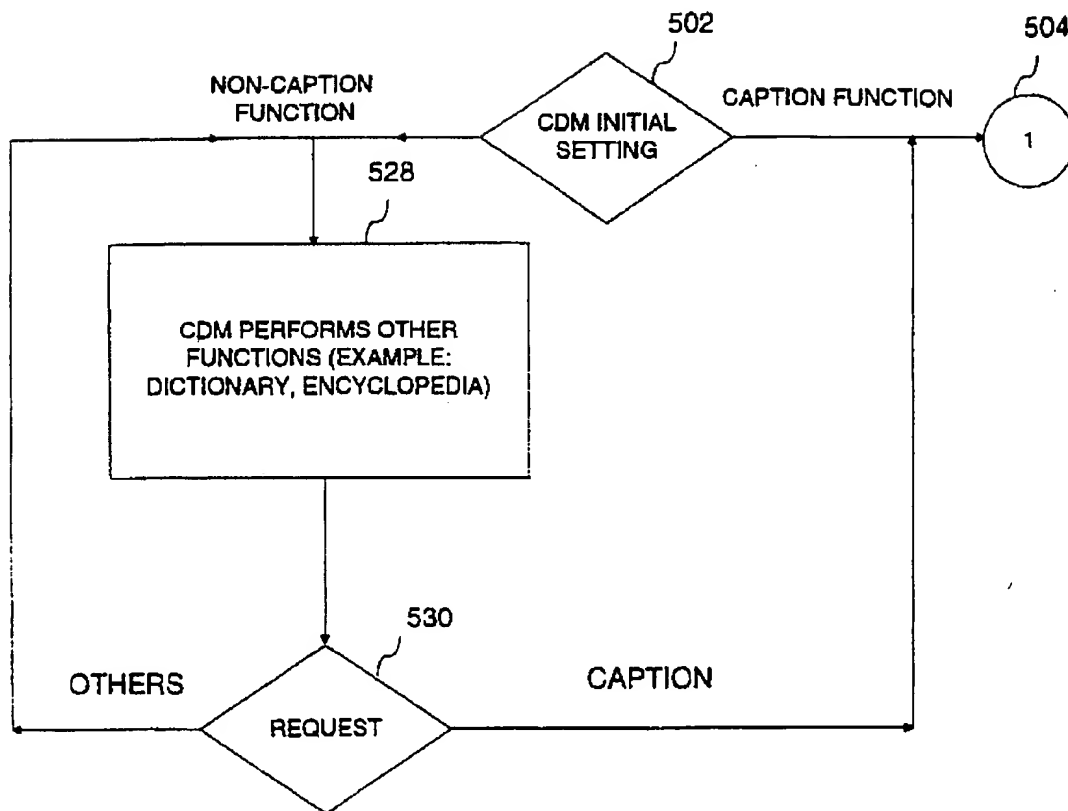 502
504
NON-CAPTION
FUNCTION
CAPTION FUNCTION
CDM INITIAL
SETTING
1
528
CDM PERFORMS OTHER
FUNCTIONS (EXAMPLE:
DICTIONARY, ENCYCLOPEDIA)
530
OTHERS
CAPTION
REQUEST